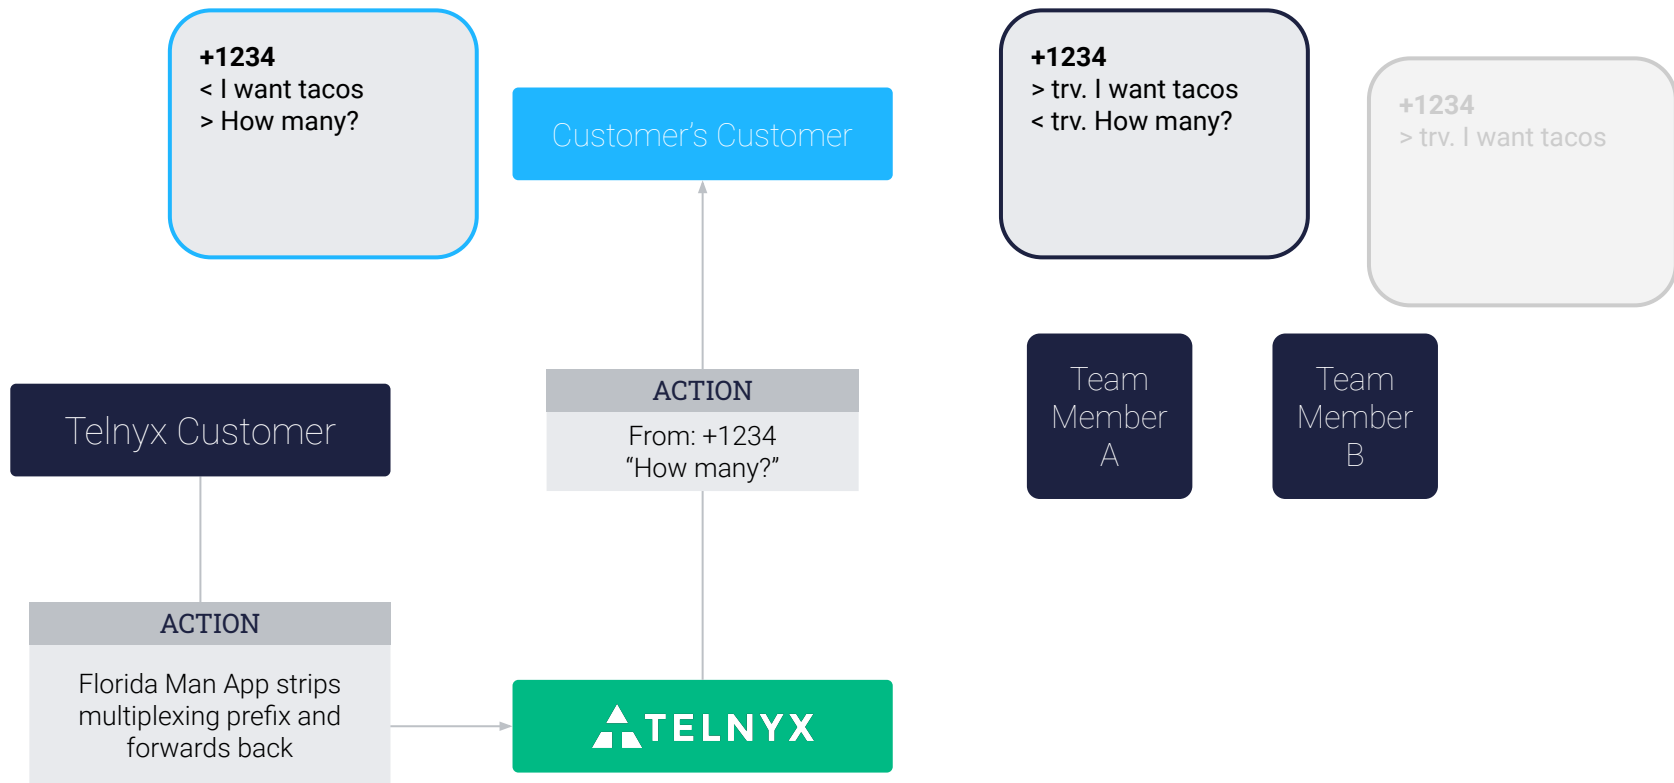 +1234
< I want tacos
> How many?
Customer’s Customer
+1234
> trv. I want tacos
< trv. How many?
+1234
> trv. I want tacos
Telnyx Customer
ACTION
From: +1234
“How many?”
Team
Member
A
Team
Member
B
ACTION
Florida Man App strips
multiplexing prefix and
forwards back
TELNYX